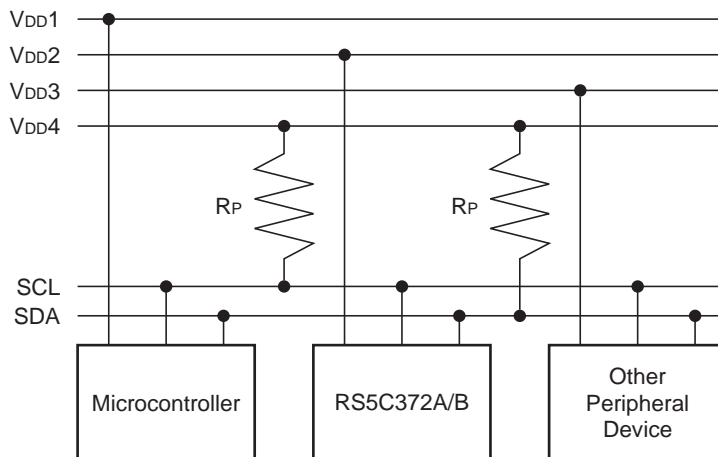 VDD1
VDD2
VDD3
VDD4
RP
RP
SCL
SDA
Microcontroller
RS5C372A/B
Other
Peripheral
Device